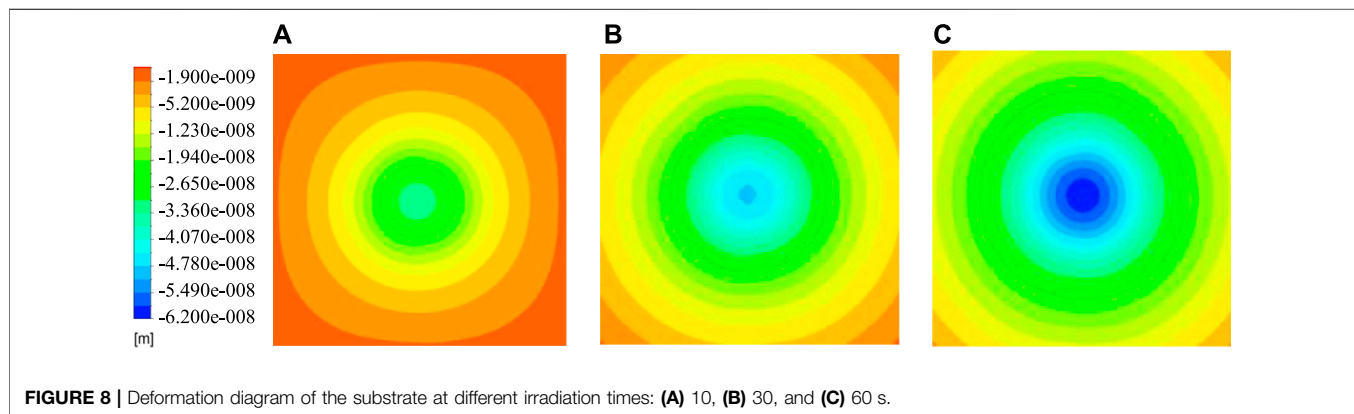 A
B
C
-1.900e-009
-5.200e-009
-1.230e-008
-1.940e-008
-2.650e-008
-3.360e-008
-4.070e-008
-4.780e-008
-5.490e-008
-6.200e-008
[m]
FIGURE 8 | Deformation diagram of the substrate at different irradiation times: (A) 10, (B) 30, and (C) 60 s.